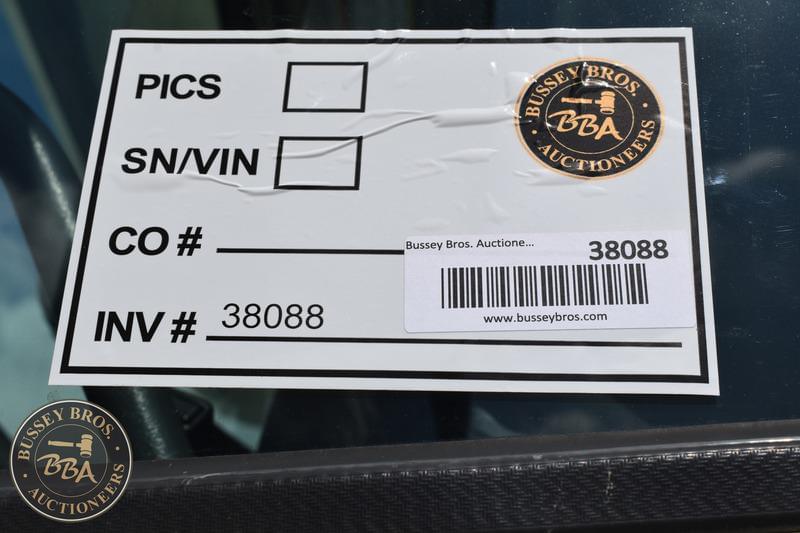 PICS
BUSSEY BROS.
BBA
AUCTIONEERS
SN/VIN
CO #
Bussey Bros. Auctione...
38088
www.busseybros.com
INV # 38088
BUSSEY BROS.
BBA
AUCTIONEERS